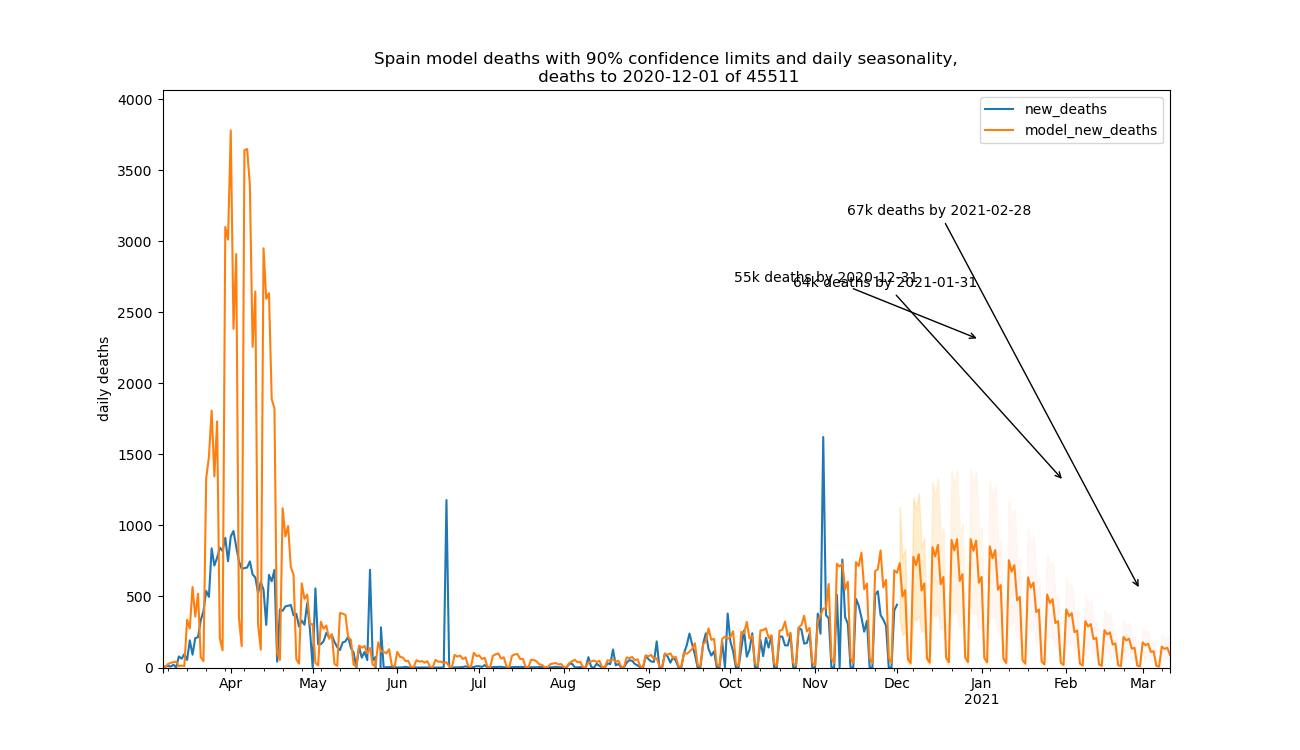 Spain model deaths with 90% confidence limits and daily seasonality,
deaths to 2020-12-01 of 45511
new_deaths
model_new_deaths
daily deaths
4000
3500
3000
2500
2000
1500
1000
500
0
67k deaths by 2021-02-28
55k deaths by 2020-12-31
64k deaths by 2021-01-31
Apr May Jun Jul Aug Sep Oct Nov Dec Jan Feb Mar
2021